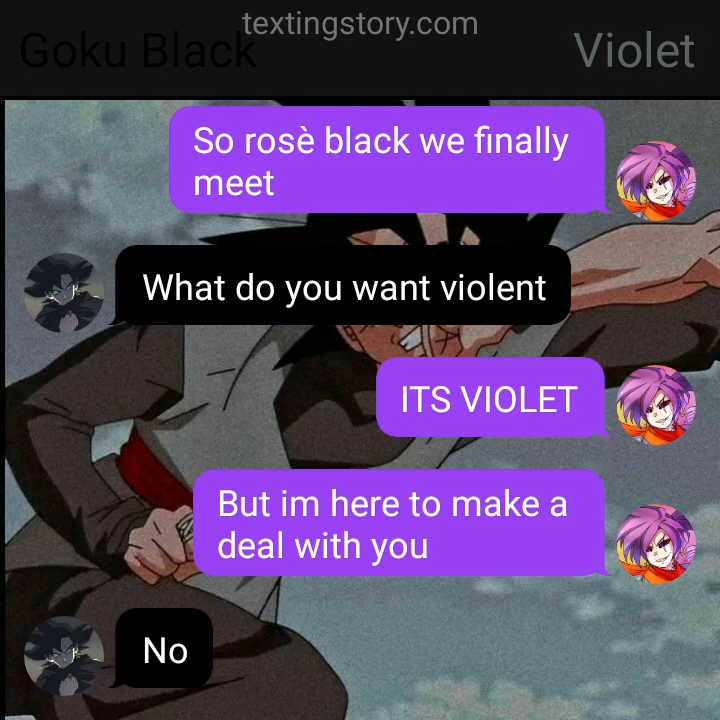 textingstory.com
Goku Black
Violet
So rosè black we finally
meet
What do you want violent
ITS VIOLET
But im here to make a
deal with you
No